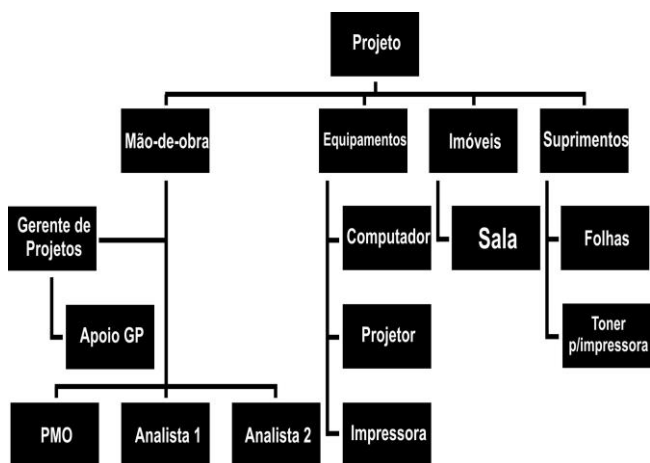 Projeto
Mão-de-obra
Equipamentos
Imóveis
Suprimentos
Gerente de
Projetos
Computador
Sala
Folhas
Apoio GP
Projetor
Toner
p/impressora
PMO
Analista 1
Analista 2
Impressora